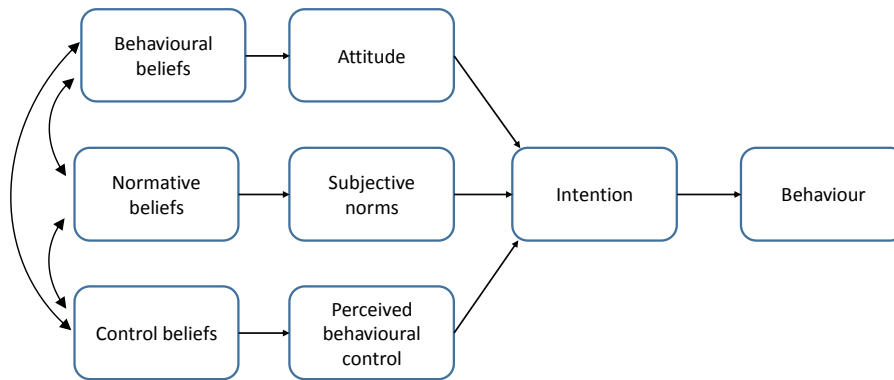 Behavioural
beliefs
Attitude
Normative
beliefs
Subjective
norms
Intention
Behaviour
Control beliefs
Perceived
behavioural
control